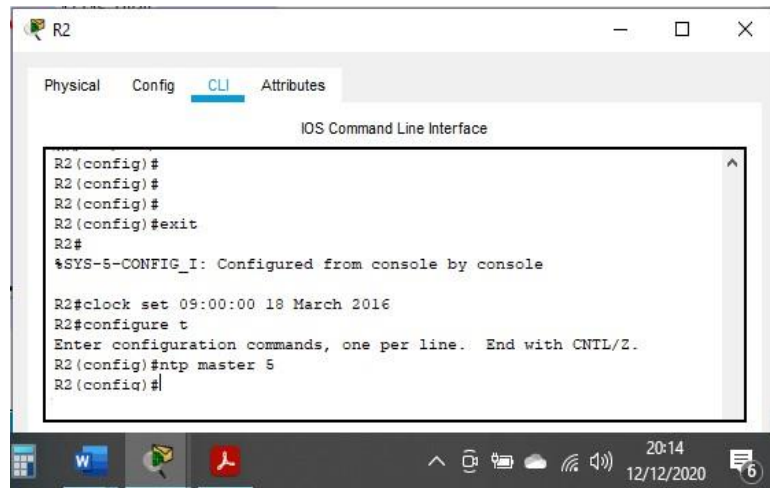 R2
Physical Config CLI Attributes
IOS Command Line Interface
R2(config)#
R2(config)#
R2(config)#
R2(config)#exit
R2#
%SYS-5-CONFIG_I: Configured from console by console
R2#clock set 09:00:00 18 March 2016
R2#configure t
Enter configuration commands, one per line. End with CNTL/Z.
R2(config)#ntp master 5
R2(config)#
20:14
12/12/2020
6